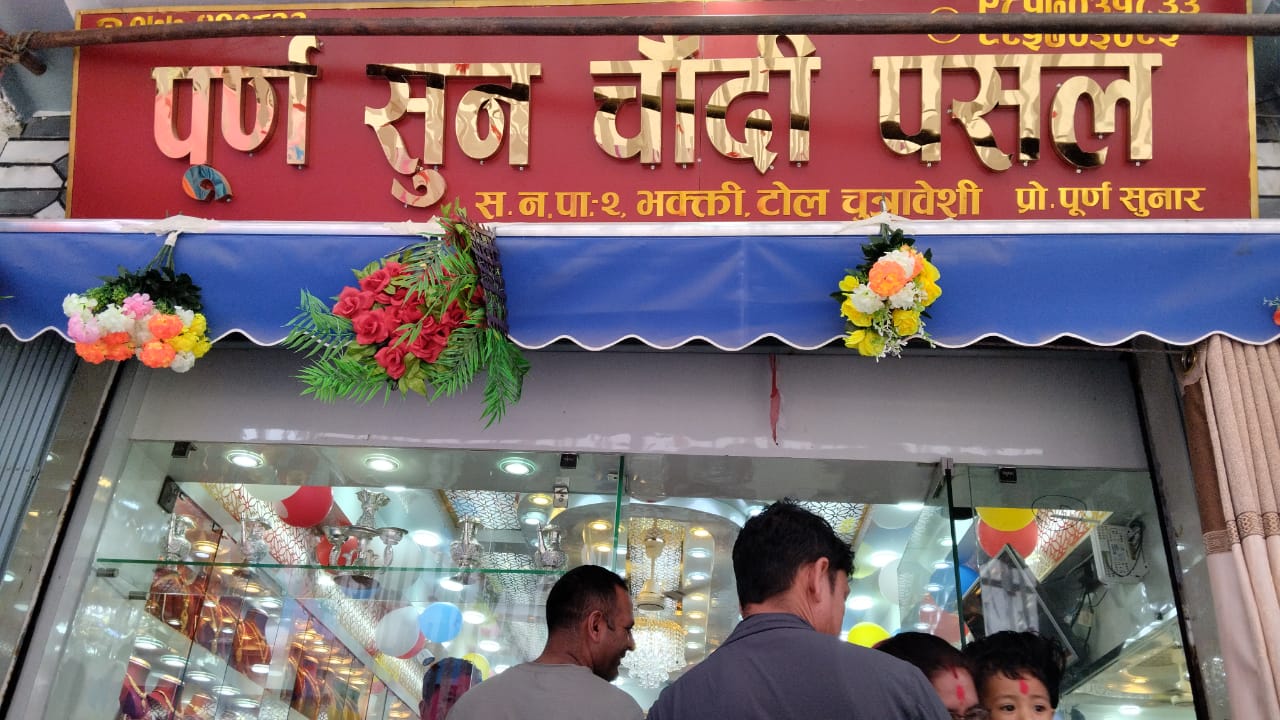 पूर्ण सुन चाँदी पसल
स.न.पा.-२, भक्ती. टोल चुत्रावेशी प्रो.पूर्ण सुनार